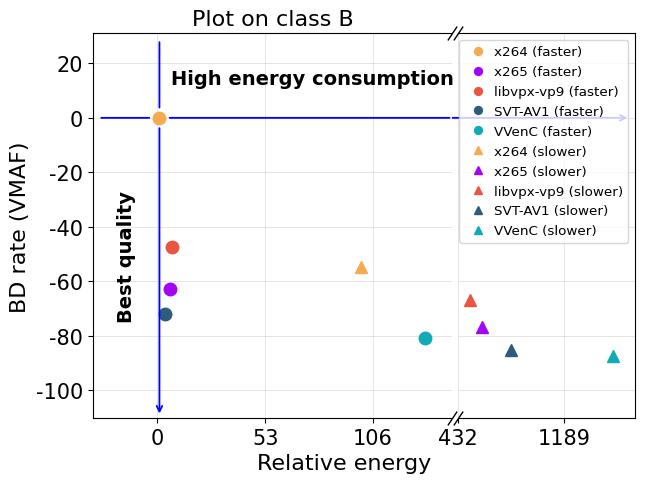 Plot on class B
High energy consumption
x264 (faster)
x265 (faster)
libvpx-vp9 (faster)
SVT-AV1 (faster)
VVenC (faster)
x264 (slower)
x265 (slower)
libvpx-vp9 (slower)
SVT-AV1 (slower)
VVenC (slower)
Best quality
BD rate (VMAF)
20
0
-20
-40
-60
-80
-100
0 53 106 432 1189
Relative energy